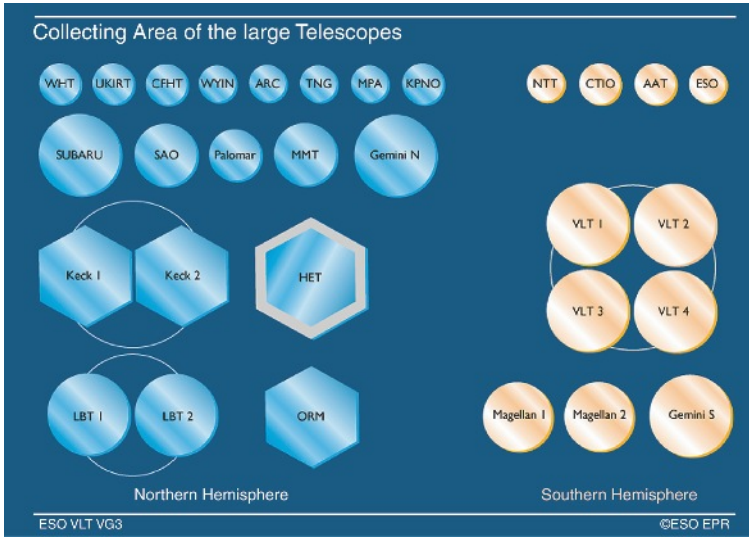 Collecting Area of the large Telescopes
WHT UKIRT CFHT WYIN ARC TNG MPA KPNO NTT CTIO AAT ESO
SUBARU SAO Palomar MMT Gemini N
VLT 1 VLT 2
Keck 1 Keck 2 HET
VLT 3 VLT 4
LBT 1 LBT 2 ORM Magellan 1 Magellan 2 Gemini S
Northern Hemisphere Southern Hemisphere
ESO VLT VG3 ©ESO EPR